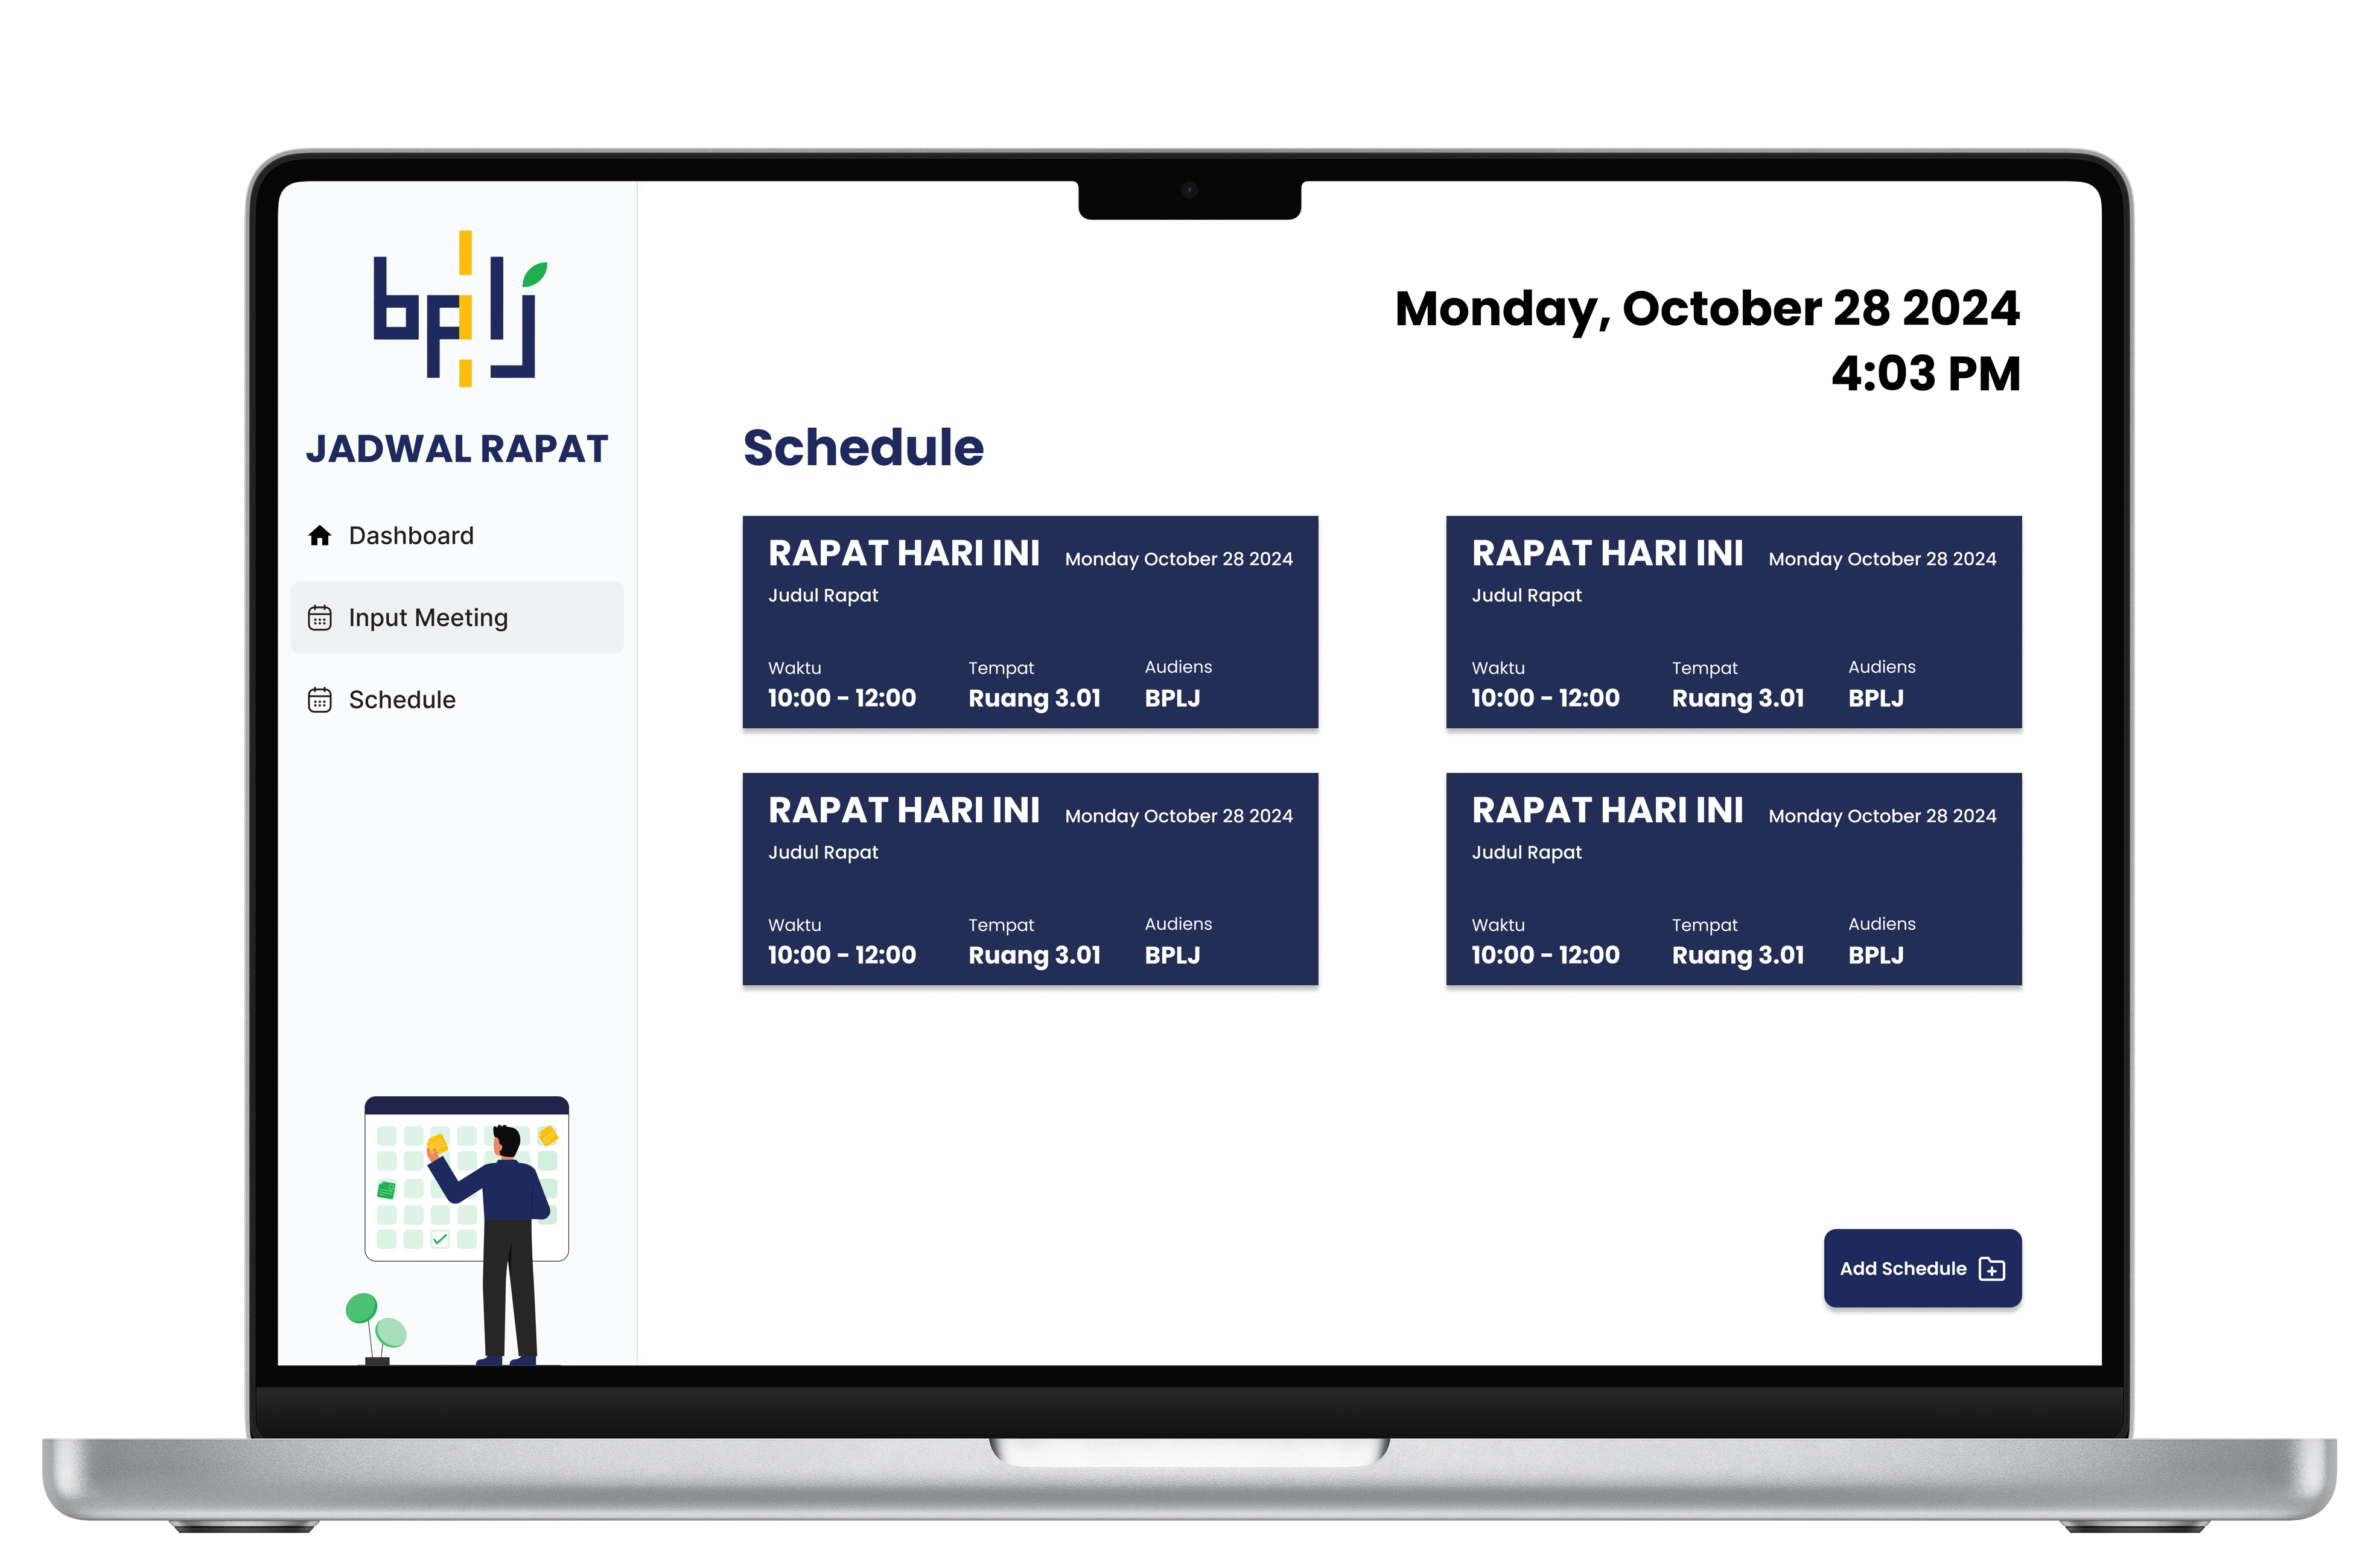 bplj
JADWAL RAPAT
Dashboard
Input Meeting
Schedule
Monday, October 28 2024
4:03 PM
Schedule
RAPAT HARI INI Monday October 28 2024
Judul Rapat
Waktu Tempat Audiens
10:00 - 12:00 Ruang 3.01 BPLJ
RAPAT HARI INI Monday October 28 2024
Judul Rapat
Waktu Tempat Audiens
10:00 - 12:00 Ruang 3.01 BPLJ
RAPAT HARI INI Monday October 28 2024
Judul Rapat
Waktu Tempat Audiens
10:00 - 12:00 Ruang 3.01 BPLJ
RAPAT HARI INI Monday October 28 2024
Judul Rapat
Waktu Tempat Audiens
10:00 - 12:00 Ruang 3.01 BPLJ
Add Schedule